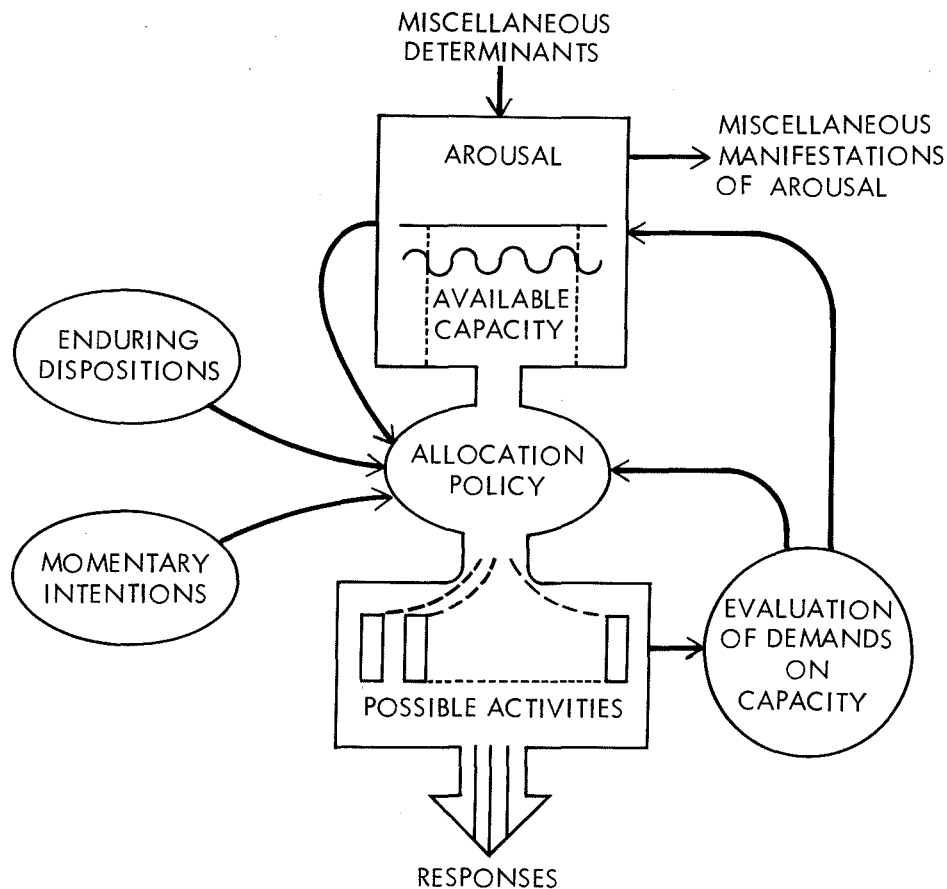 MISCELLANEOUS
DETERMINANTS
AROUSAL
MISCELLANEOUS
MANIFESTATIONS
OF AROUSAL
AVAILABLE
CAPACITY
ENDURING
DISPOSITIONS
ALLOCATION
POLICY
MOMENTARY
INTENTIONS
EVALUATION
OF DEMANDS
ON
CAPACITY
POSSIBLE ACTIVITIES
RESPONSES